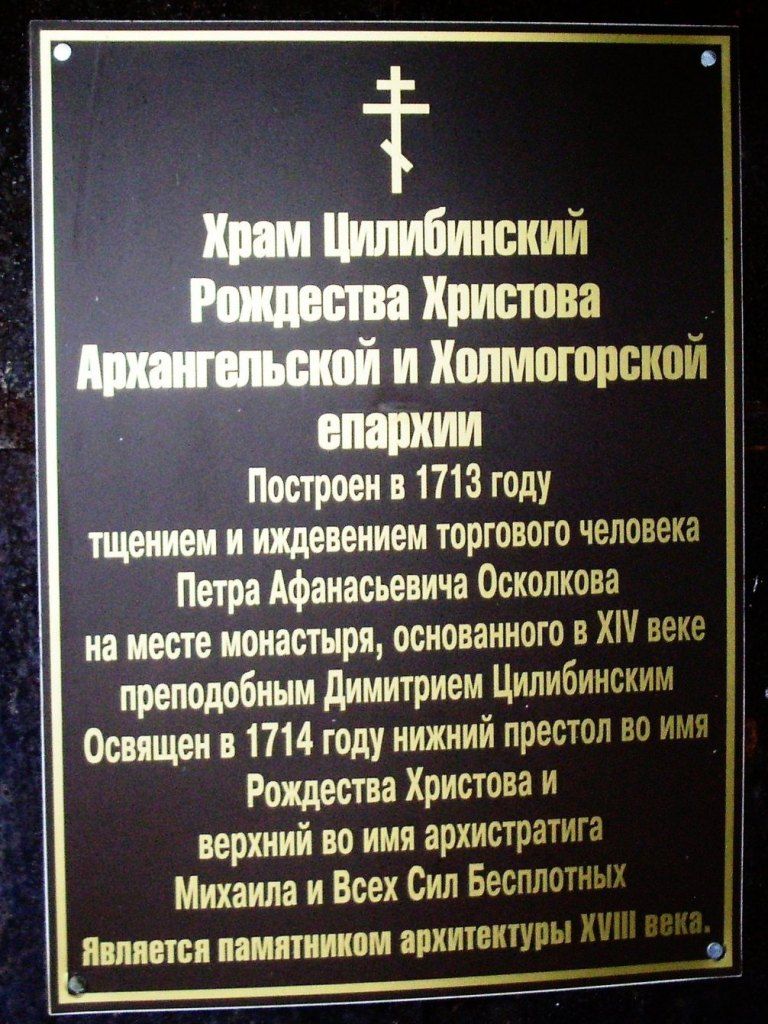 Храм Цилибинский
Рождества Христова
Архангельской и Холмогорской
епархии
Построен в 1713 году
тщением и иждевением торгового человека
Петра Афанасьевича Осколкова
на месте монастыря, основанного в XIV веке
преподобным Димитрием Цилибинским
Освящен в 1714 году нижний престол во имя
Рождества Христова и
верхний во имя архистратига
Михаила и Всех Сил Бесплотных
Является памятником архитектуры XVIII века.